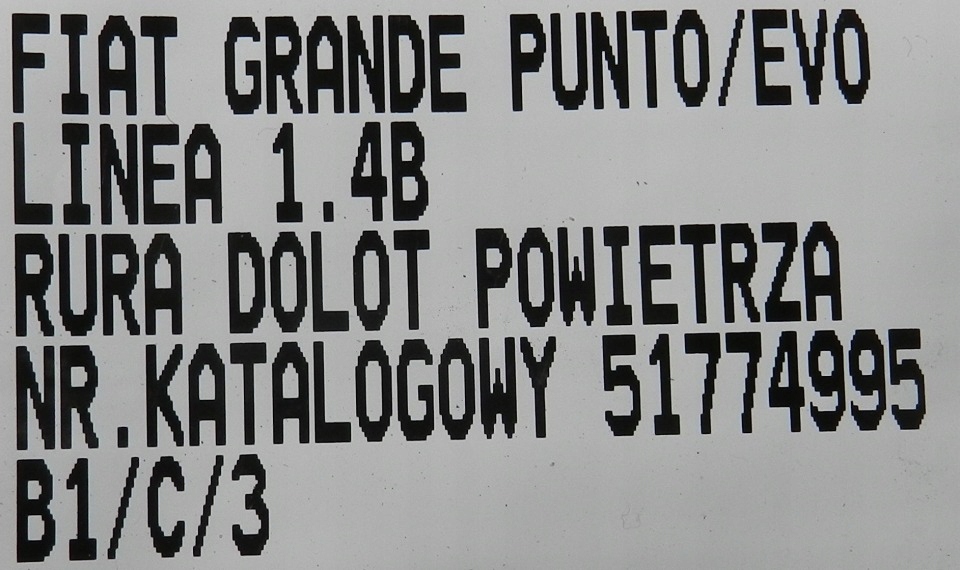 FIAT GRANDE PUNTO/EVO
LINEA 1.4B
RURA DOLOT POWIETRZA
NR.KATALOGOWY 51774995
B1/C/3